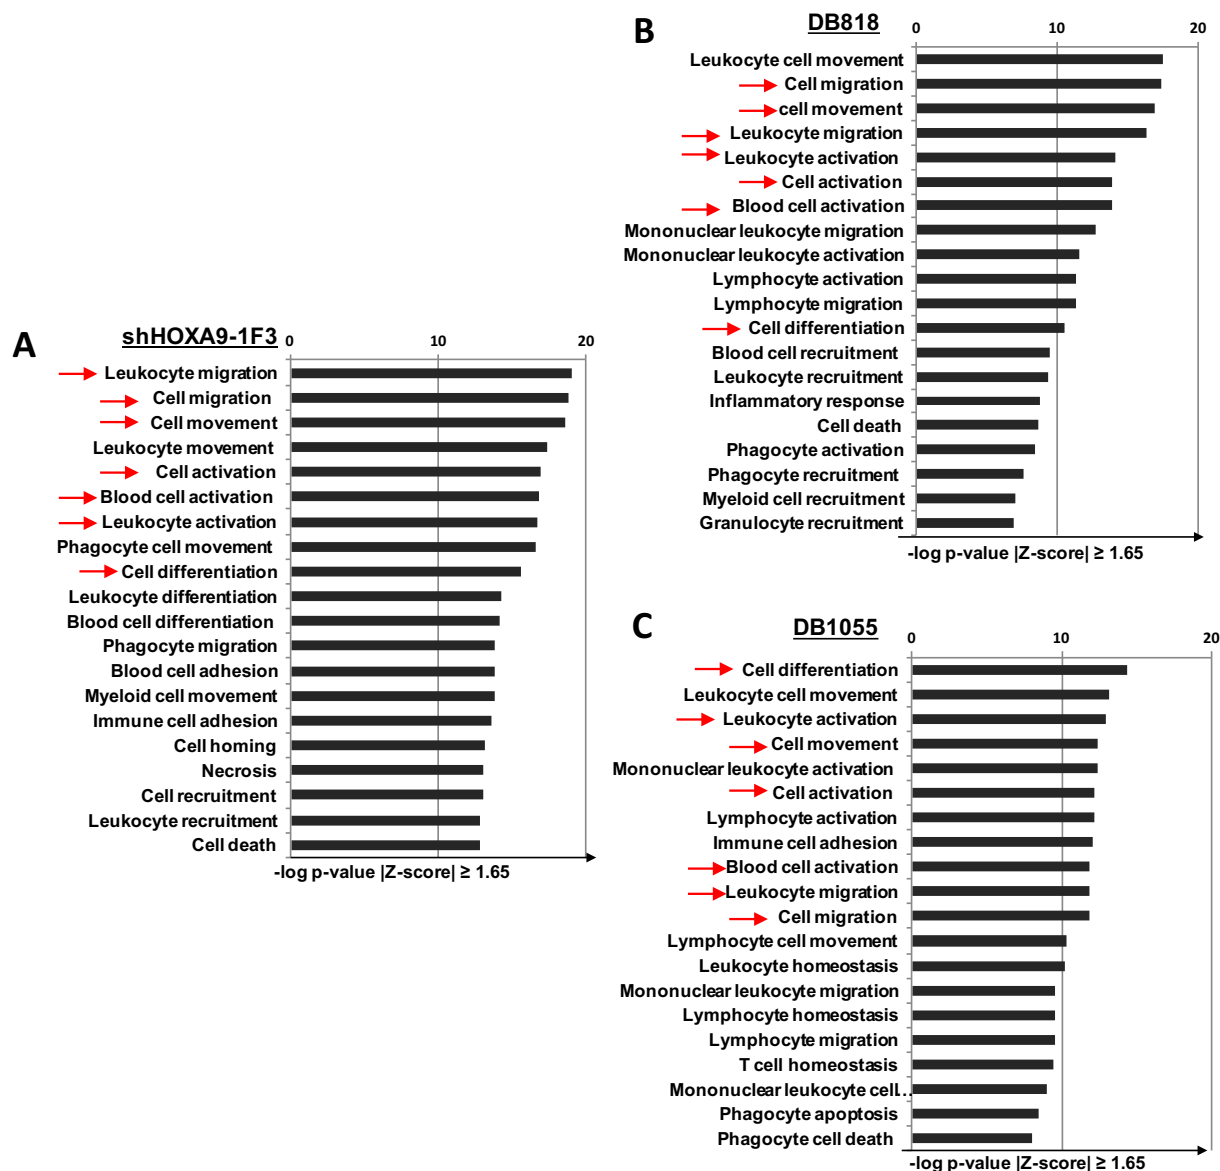 A
shHOXA9-1F3
0 10 20
Leukocyte migration
Cell migration
Cell movement
Leukocyte movement
Cell activation
Blood cell activation
Leukocyte activation
Phagocyte cell movement
Cell differentiation
Leukocyte differentiation
Blood cell differentiation
Phagocyte migration
Blood cell adhesion
Myeloid cell movement
Immune cell adhesion
Cell homing
Necrosis
Cell recruitment
Leukocyte recruitment
Cell death
-log p-value |Z-score| ≥ 1.65
B
DB818
0 10 20
Leukocyte cell movement
Cell migration
cell movement
Leukocyte migration
Leukocyte activation
Cell activation
Blood cell activation
Mononuclear leukocyte migration
Mononuclear leukocyte activation
Lymphocyte activation
Lymphocyte migration
Cell differentiation
Blood cell recruitment
Leukocyte recruitment
Inflammatory response
Cell death
Phagocyte activation
Phagocyte recruitment
Myeloid cell recruitment
Granulocyte recruitment
-log p-value |Z-score| ≥ 1.65
C
DB1055
0 10 20
Cell differentiation
Leukocyte cell movement
Leukocyte activation
Cell movement
Mononuclear leukocyte activation
Cell activation
Lymphocyte activation
Immune cell adhesion
Blood cell activation
Leukocyte migration
Cell migration
Lymphocyte cell movement
Leukocyte homeostasis
Mononuclear leukocyte migration
Lymphocyte homeostasis
Lymphocyte migration
T cell homeostasis
Mononuclear leukocyte cell…
Phagocyte apoptosis
Phagocyte cell death
-log p-value |Z-score| ≥ 1.65